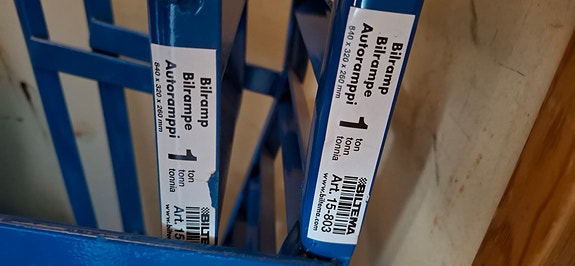 Bilramp
Bilrampe
Autoramppi
840 x 320 x 260 mm
1
ton
tonn
tonnia
BILTEMA
Art. 15
Bilramp
Bilrampe
Autoramppi
840 x 320 x 260 mm
1
ton
tonn
tonnia
BILTEMA
Art. 15-803
www.biltema.com